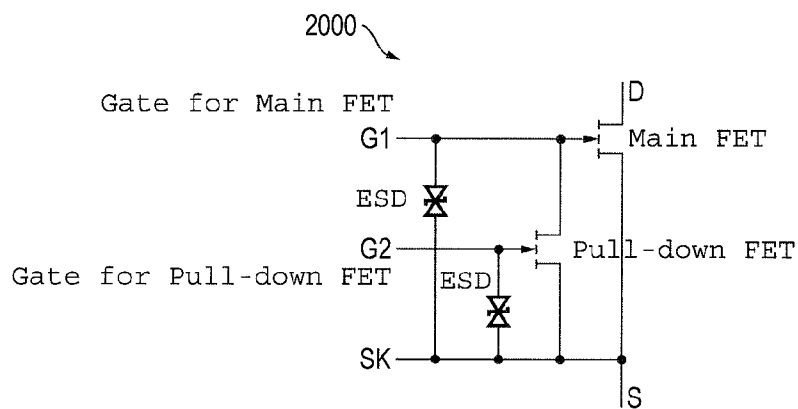 2000
D
Gate for Main FET
G1
Main FET
ESD
G2
Pull-down FET
Gate for Pull-down FET
ESD
SK
S